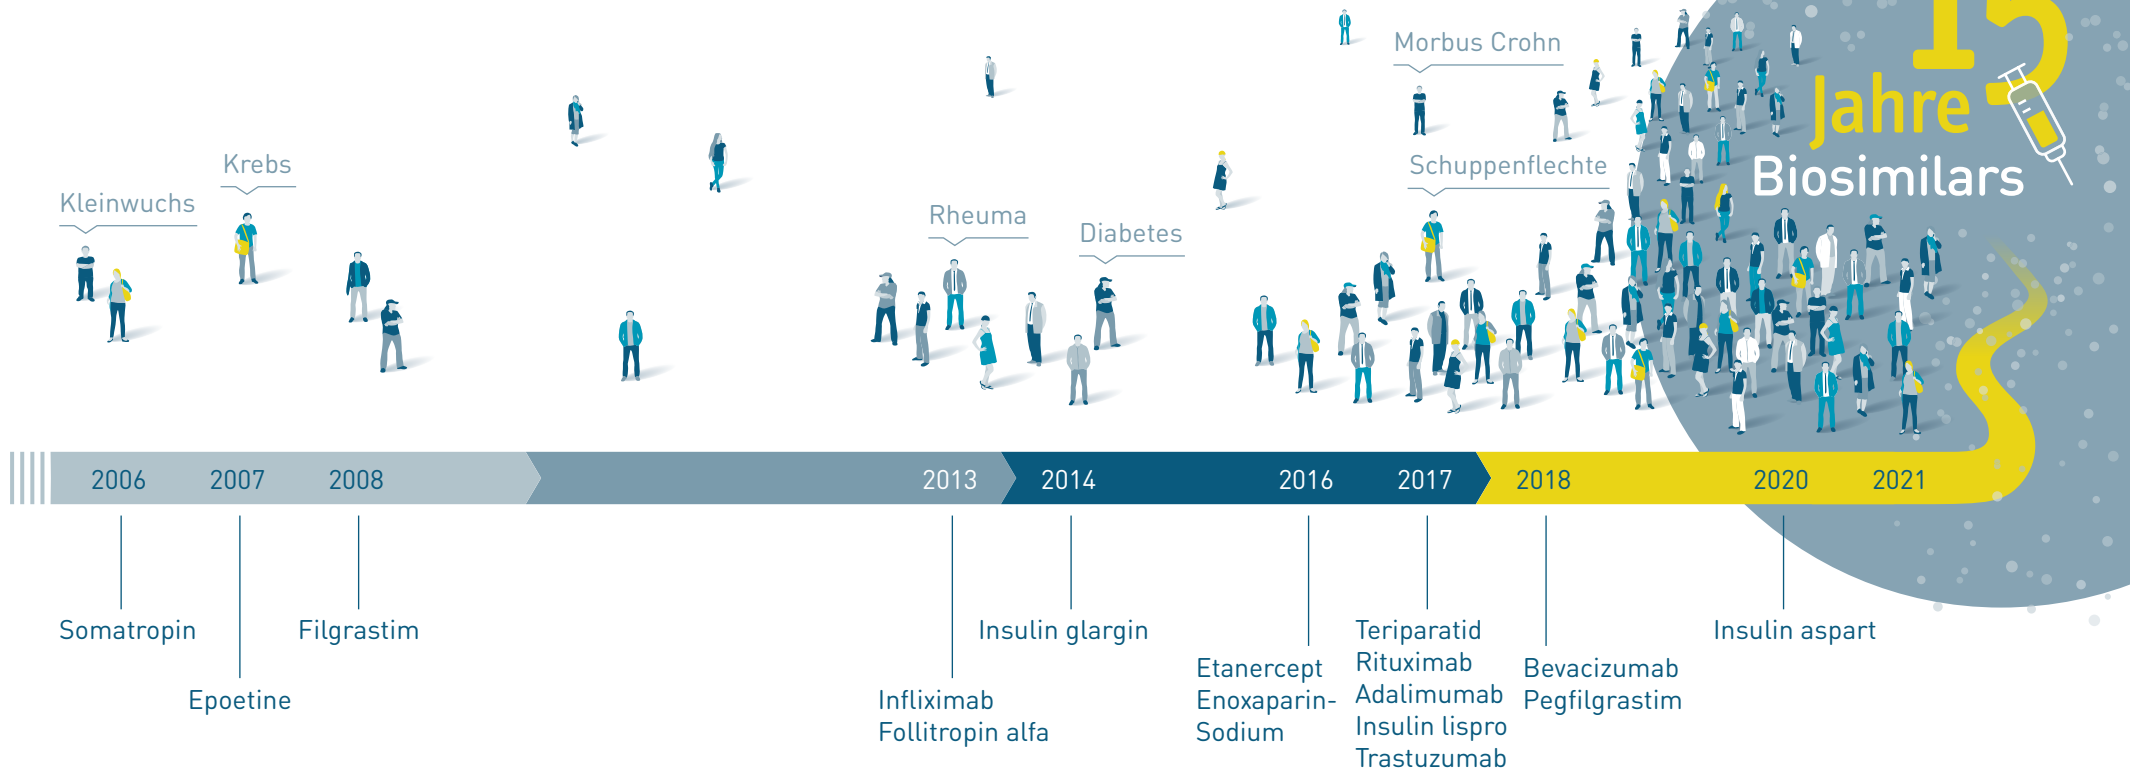 15
Jahre
Biosimilars
Morbus Crohn
Schuppenflechte
Krebs
Kleinwuchs
Rheuma
Diabetes
2006
2007
2008
2013
2014
2016
2017
2018
2020
2021
Somatropin
Epoetine
Filgrastim
Infliximab
Follitropin alfa
Insulin glargin
Etanercept
Enoxaparin-
Sodium
Teriparatid
Rituximab
Adalimumab
Insulin lispro
Trastuzumab
Bevacizumab
Pegfilgrastim
Insulin aspart